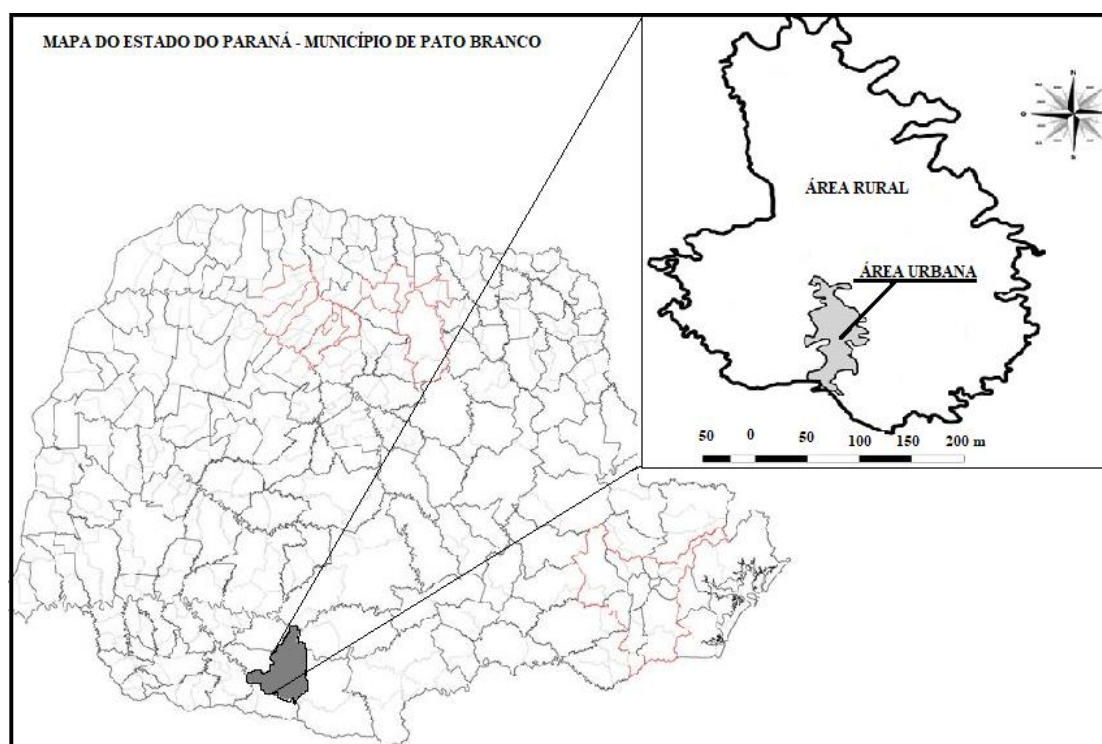 MAPA DO ESTADO DO PARANÁ - MUNICÍPIO DE PATO BRANCO
N
O
S
ÁREA RURAL
ÁREA URBANA
50 0 50 100 150 200 m